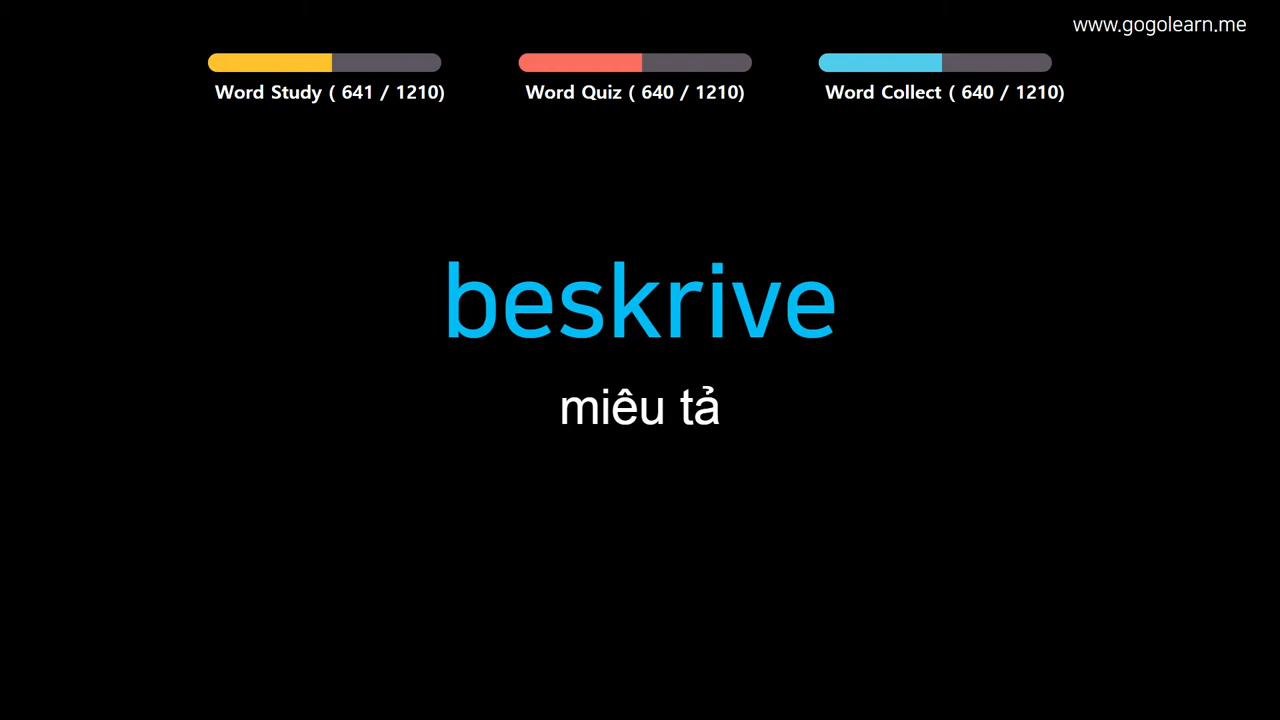 www.gogolearn.me
Word Study ( 641 / 1210)
Word Quiz ( 640 / 1210)
Word Collect ( 640 / 1210)
beskrive
miêu tả